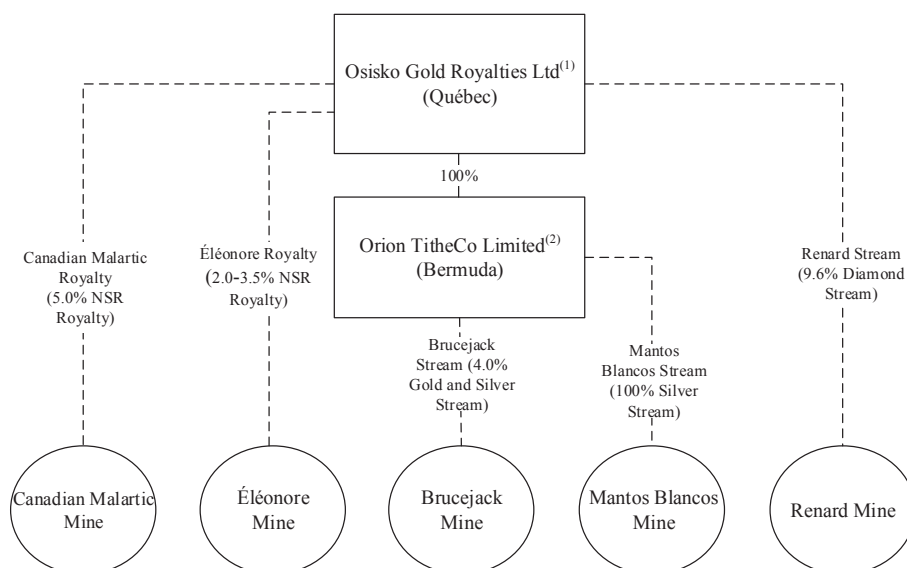 Osisko Gold Royalties Ltd(1)
(Québec)
100%
Orion TitheCo Limited(2)
(Bermuda)
Canadian Malartic
Royalty
(5.0% NSR
Royalty)
Éléonore Royalty
(2.0-3.5% NSR
Royalty)
Renard Stream
(9.6% Diamond
Stream)
Brucejack
Stream (4.0%
Gold and Silver
Stream)
Mantos
Blancos Stream
(100% Silver
Stream)
Canadian Malartic
Mine
Éléonore
Mine
Brucejack
Mine
Mantos Blancos
Mine
Renard Mine